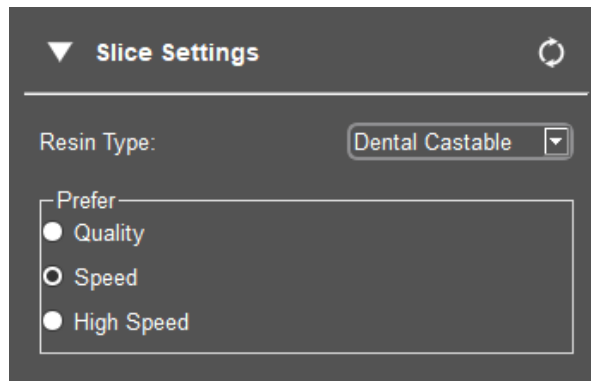 Slice Settings
Resin Type: Dental Castable
Prefer
Quality
Speed
High Speed